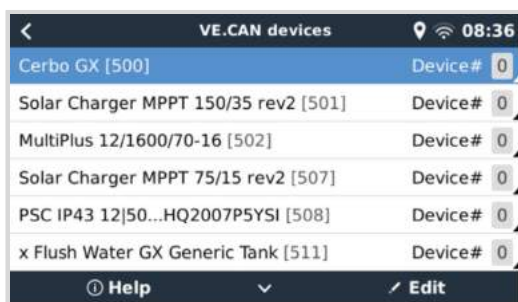 VE.CAN devices 08:36
Cerbo GX [500] Device# 0
Solar Charger MPPT 150/35 rev2 [501] Device# 0
MultiPlus 12/1600/70-16 [502] Device# 0
Solar Charger MPPT 75/15 rev2 [507] Device# 0
PSC IP43 12|50...HQ2007P5YSI [508] Device# 0
x Flush Water GX Generic Tank [511] Device# 0
Help Edit